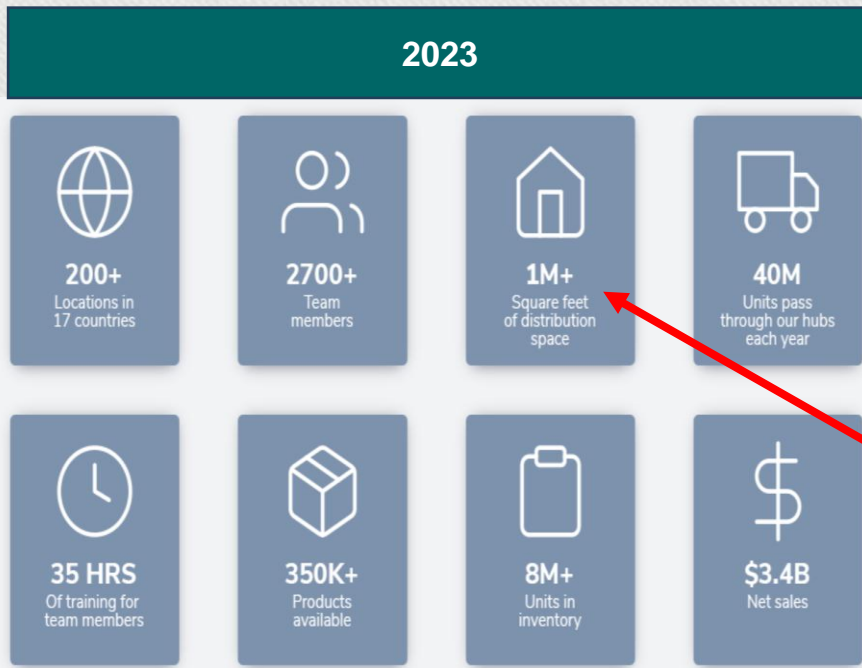 2023
200+
Locations in
17 countries
2700+
Team
members
1M+
Square feet
of distribution
space
40M
Units pass
through our hubs
each year
35 HRS
Of training for
team members
350K+
Products
available
8M+
Units in
inventory
$3.4B
Net sales